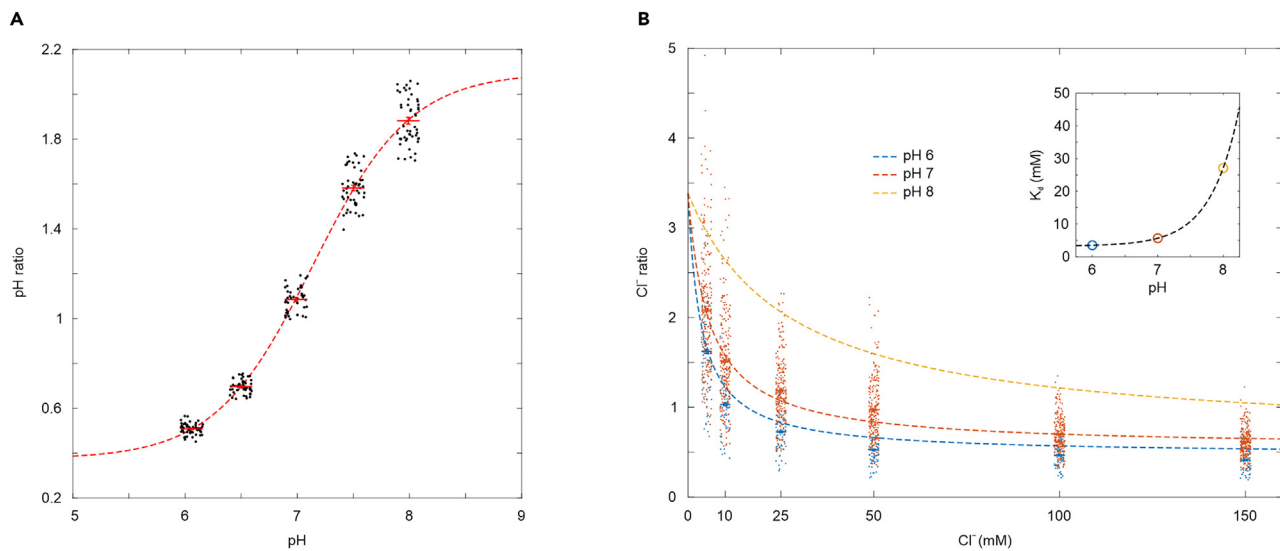 A
2.2
1.8
1.4
1
0.6
0.2
pH ratio
5 6 7 8 9
pH
B
5
4
3
2
1
0
Cl⁻ ratio
pH 6
pH 7
pH 8
50
40
30
20
10
0
K_d (mM)
6 7 8
pH
0 10 25 50 100 150
Cl⁻ (mM)